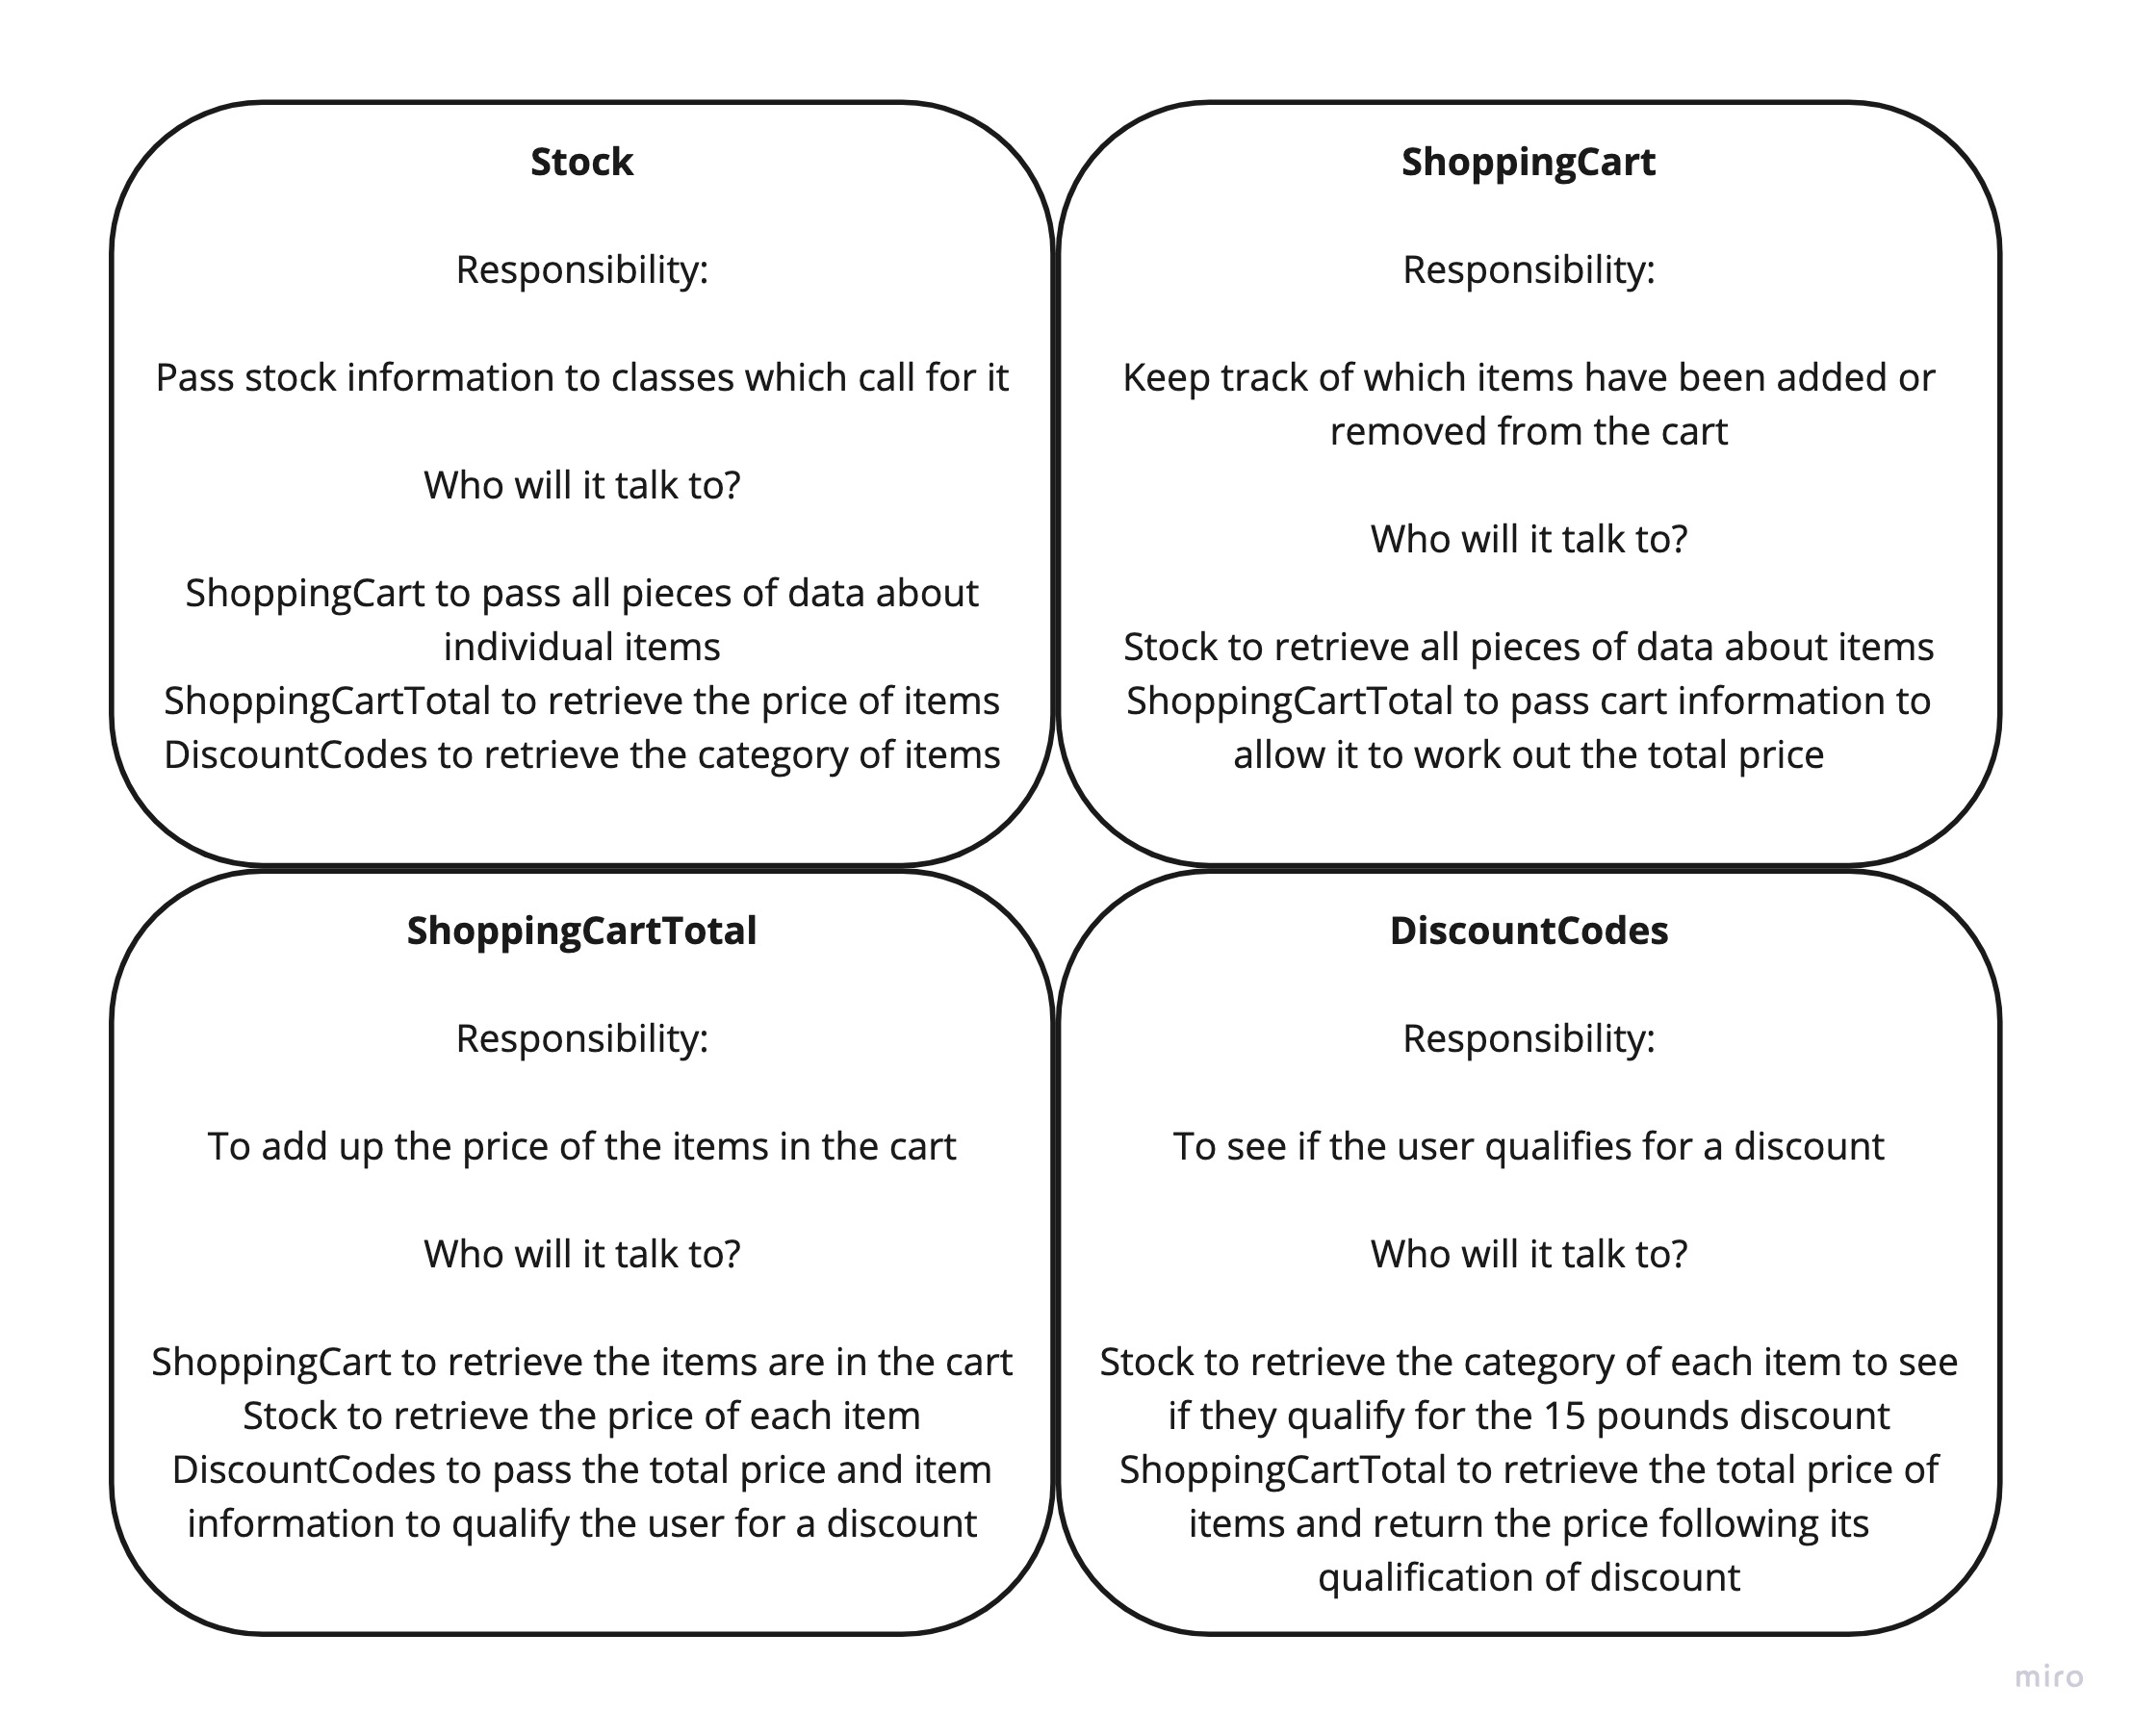 Stock
Responsibility:
Pass stock information to classes which call for it
Who will it talk to?
ShoppingCart to pass all pieces of data about
individual items
ShoppingCartTotal to retrieve the price of items
DiscountCodes to retrieve the category of items
ShoppingCart
Responsibility:
Keep track of which items have been added or
removed from the cart
Who will it talk to?
Stock to retrieve all pieces of data about items
ShoppingCartTotal to pass cart information to
allow it to work out the total price
ShoppingCartTotal
Responsibility:
To add up the price of the items in the cart
Who will it talk to?
ShoppingCart to retrieve the items are in the cart
Stock to retrieve the price of each item
DiscountCodes to pass the total price and item
information to qualify the user for a discount
DiscountCodes
Responsibility:
To see if the user qualifies for a discount
Who will it talk to?
Stock to retrieve the category of each item to see
if they qualify for the 15 pounds discount
ShoppingCartTotal to retrieve the total price of
items and return the price following its
qualification of discount
miro